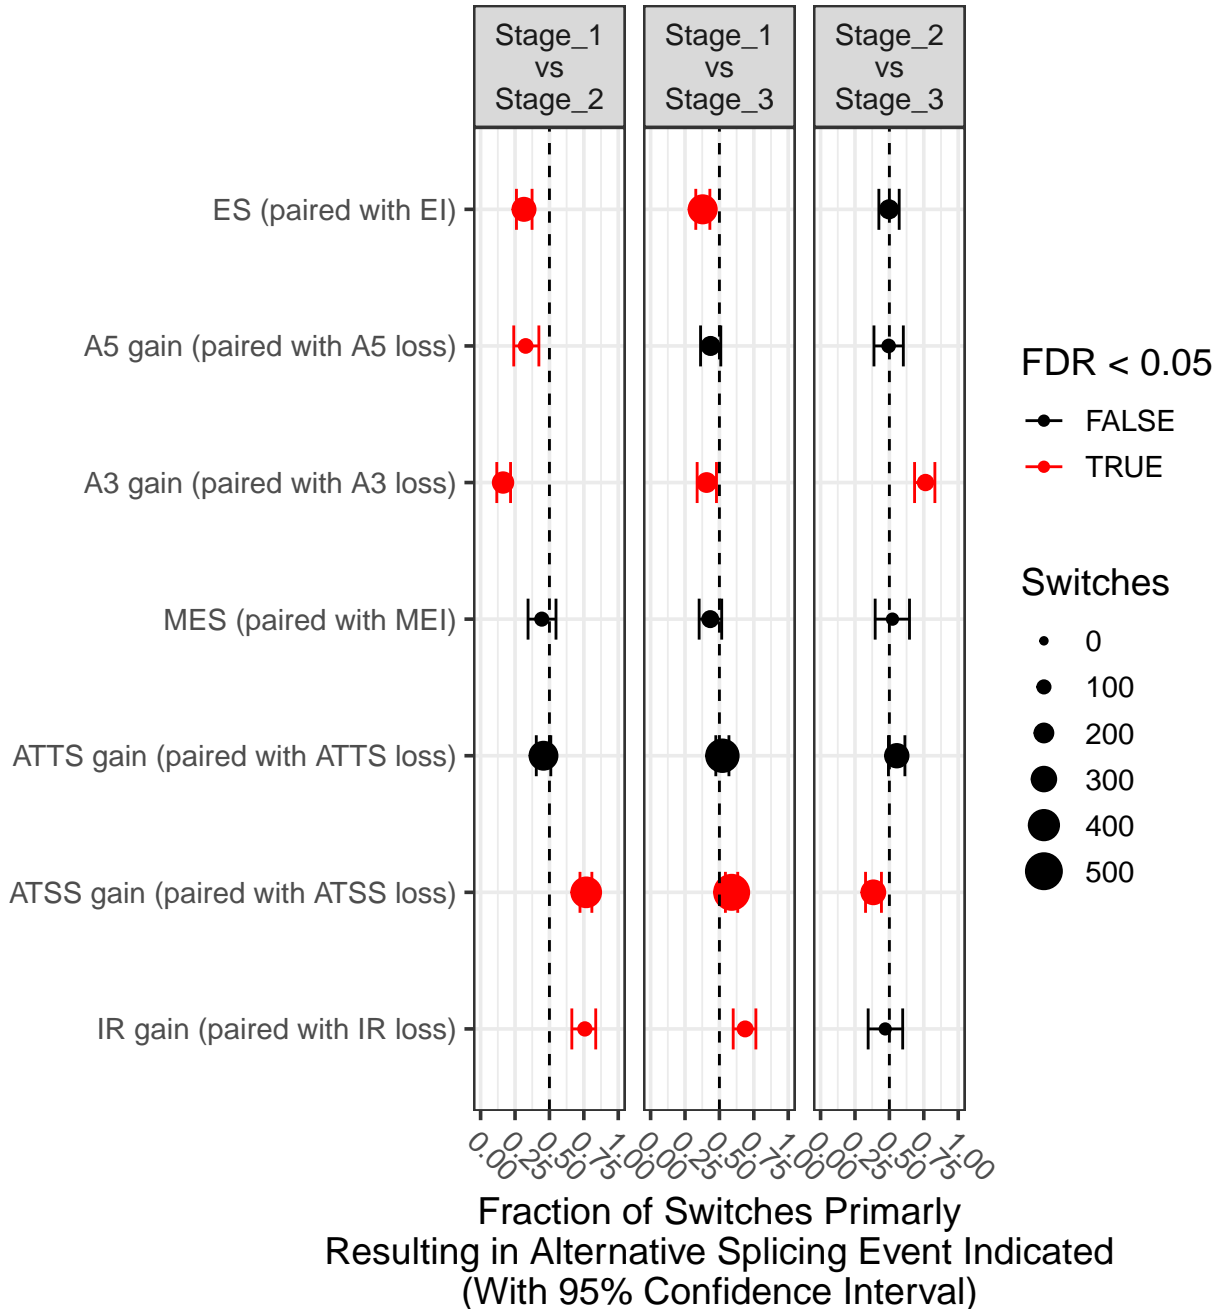 Stage_1
vs
Stage_2
Stage_1
vs
Stage_3
Stage_2
vs
Stage_3
ES (paired with EI)
A5 gain (paired with A5 loss)
A3 gain (paired with A3 loss)
MES (paired with MEI)
ATTS gain (paired with ATTS loss)
ATSS gain (paired with ATSS loss)
IR gain (paired with IR loss)
0.00
0.25
0.50
0.75
1.00
0.00
0.25
0.50
0.75
1.00
0.00
0.25
0.50
0.75
1.00
Fraction of Switches Primarly
Resulting in Alternative Splicing Event Indicated
(With 95% Confidence Interval)
FDR < 0.05
FALSE
TRUE
Switches
0
100
200
300
400
500